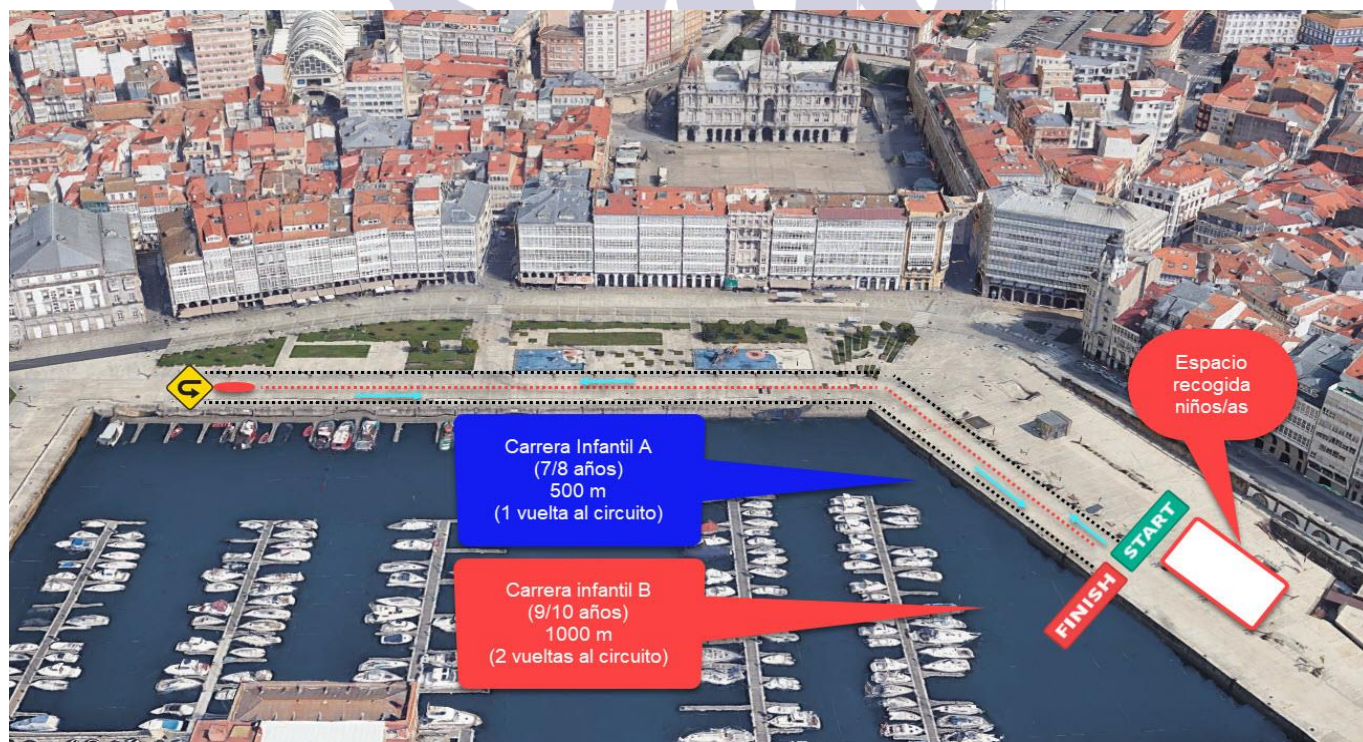 Espacio
recogida
niños/as
Carrera Infantil A
(7/8 años)
500 m
(1 vuelta al circuito)
START
FINISH
Carrera infantil B
(9/10 años)
1000 m
(2 vueltas al circuito)